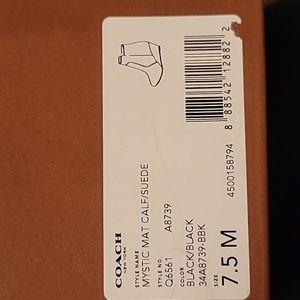 COACH
NEW YORK
STYLE NAME
MYSTIC MAT CALF/SUEDE
STYLE NO.
Q6561 A8739
COLOR
BLACK/BLACK
34A8739-BBK
SIZE
7.5 M
4500158794
8 88542 12882 2